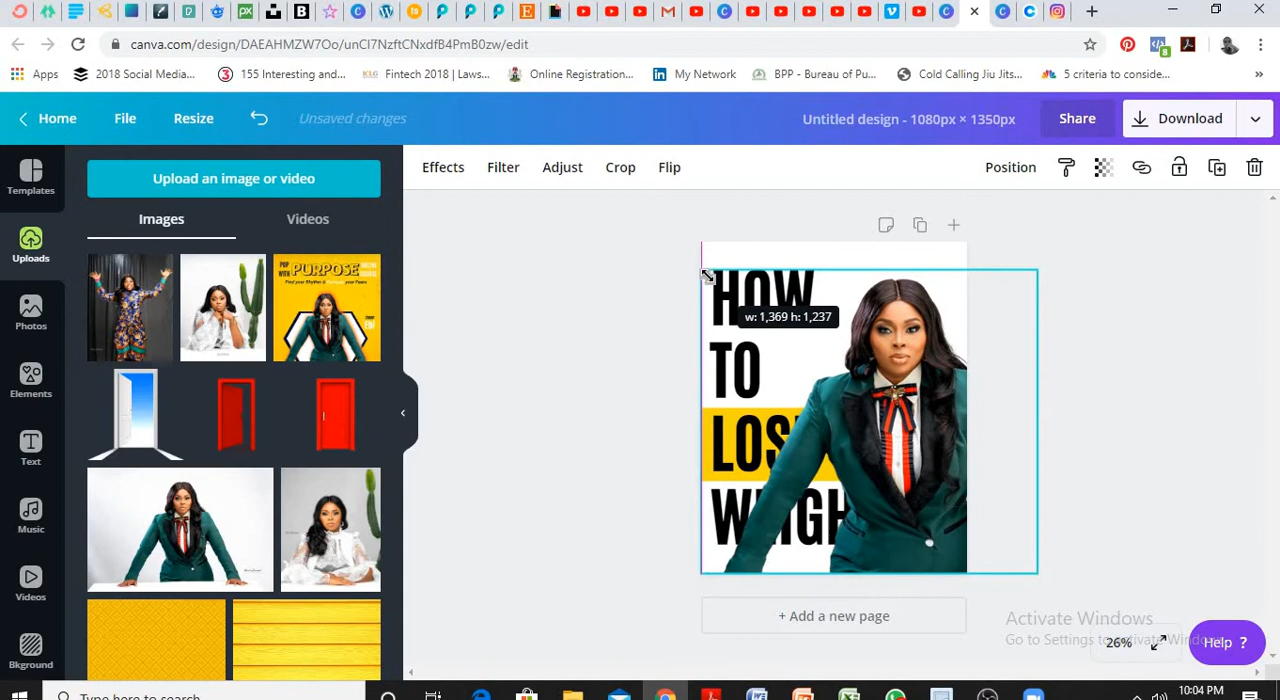 canva.com/design/DAEAHMZW7Oo/unCI7NzftCNxdfB4PmB0zw/edit
8
Apps 2018 Social Media... 155 Interesting and... Fintech 2018 | Laws... Online Registration... My Network BPP - Bureau of Pu... Cold Calling Jiu Jits... 5 criteria to conside...
Home File Resize Unsaved changes Untitled design - 1080px × 1350px Share Download
Templates
Uploads
Photos
Elements
Text
Music
Videos
Bkground
Upload an image or video
Images Videos
POP WITH PURPOSE
Effects Filter Adjust Crop Flip Position
HOW
w: 1,369 h: 1,237
TO
LOS
WEIGH
+ Add a new page
Activate Windows
Go to Settings to activate Windows.
26%
Help ?
Type here to search
10:04 PM